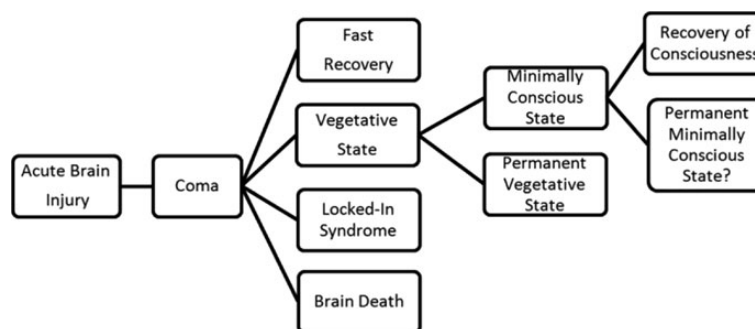 Acute Brain
Injury
Coma
Fast
Recovery
Vegetative
State
Locked-In
Syndrome
Brain Death
Minimally
Conscious
State
Permanent
Vegetative
State
Recovery of
Consciousness
Permanent
Minimally
Conscious
State?